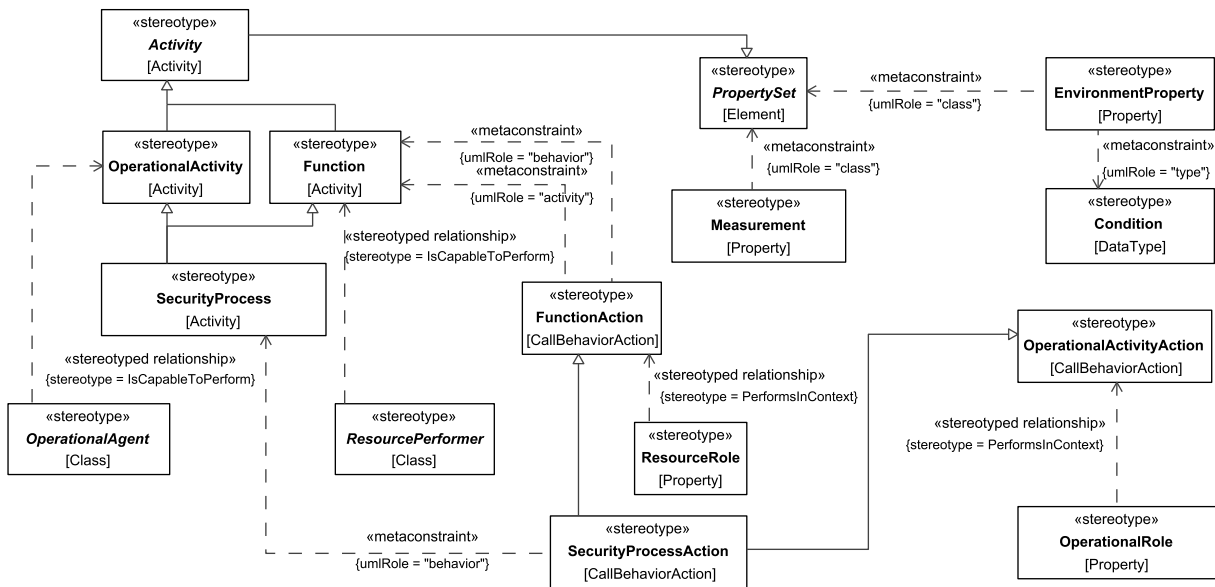 «stereotype»
Activity
[Activity]
«stereotype»
PropertySet
[Element]
«metaconstraint»
{umlRole = "class"}
«stereotype»
EnvironmentProperty
[Property]
«stereotype»
OperationalActivity
[Activity]
«stereotype»
Function
[Activity]
«metaconstraint»
{umlRole = "behavior"}
«metaconstraint»
{umlRole = "activity"}
«metaconstraint»
{umlRole = "class"}
«metaconstraint»
{umlRole = "type"}
«stereotype»
Measurement
[Property]
«stereotype»
Condition
[DataType]
«stereotyped relationship»
{stereotype = IsCapableToPerform}
«stereotype»
SecurityProcess
[Activity]
«stereotype»
FunctionAction
[CallBehaviorAction]
«stereotype»
OperationalActivityAction
[CallBehaviorAction]
«stereotyped relationship»
{stereotype = IsCapableToPerform}
«stereotyped relationship»
{stereotype = PerformsInContext}
«stereotype»
OperationalAgent
[Class]
«stereotype»
ResourcePerformer
[Class]
«stereotype»
ResourceRole
[Property]
«stereotyped relationship»
{stereotype = PerformsInContext}
«metaconstraint»
{umlRole = "behavior"}
«stereotype»
SecurityProcessAction
[CallBehaviorAction]
«stereotype»
OperationalRole
[Property]